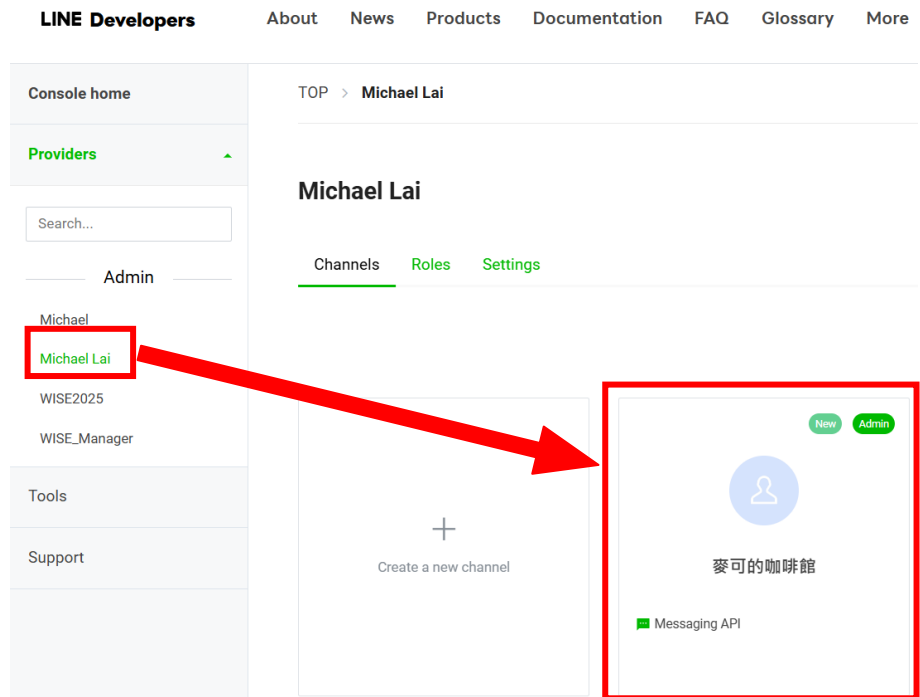 LINE Developers
About News Products Documentation FAQ Glossary More
Console home
Providers
Search...
Admin
Michael
Michael Lai
WISE2025
WISE_Manager
Tools
Support
TOP > Michael Lai
Michael Lai
Channels Roles Settings
Create a new channel
New Admin
麥可的咖啡館
Messaging API